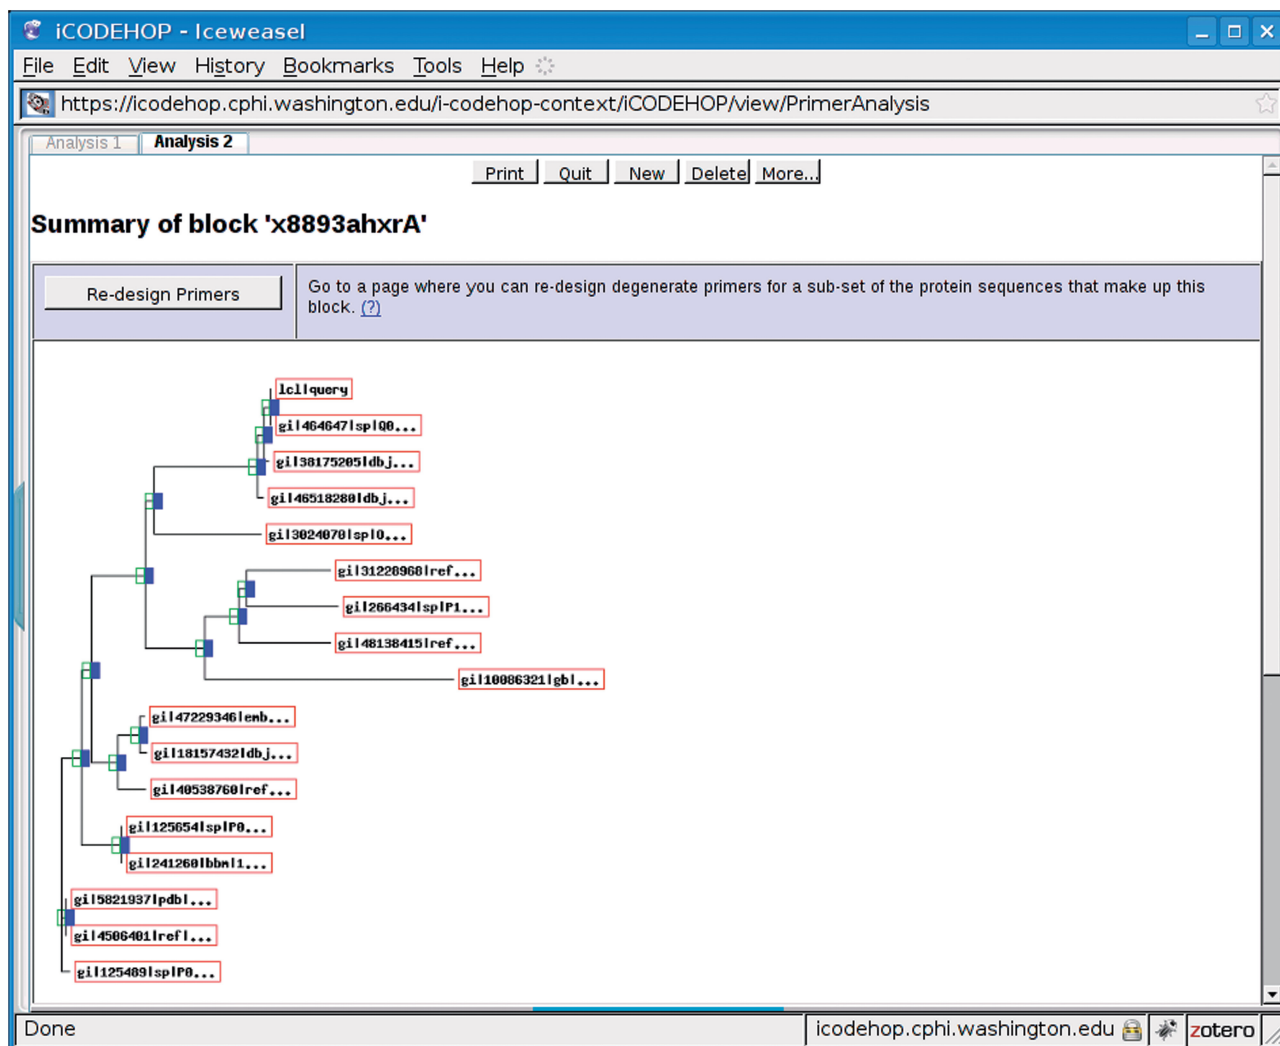 iCODEHOP - Iceweasel
File Edit View History Bookmarks Tools Help
https://icodehop.cphi.washington.edu/i-codehop-context/iCODEHOP/view/PrimerAnalysis
Analysis 1 Analysis 2
Print Quit New Delete More...
Summary of block 'x8893ahxrA'
Re-design Primers
Go to a page where you can re-design degenerate primers for a sub-set of the protein sequences that make up this
block. (?)
lcl|query
gi|464647|sp|Q0...
gi|38175205|dbj...
gi|46518280|dbj...
gi|3024070|sp|O...
gi|31220960|ref...
gi|266434|sp|P1...
gi|48138415|ref...
gi|10086321|gb|...
gi|47229346|emb...
gi|18157432|dbj...
gi|40538760|ref...
gi|125654|sp|P0...
gi|241260|bbm|1...
gi|5821937|pdb|...
gi|4506401|ref|...
gi|125489|sp|P0...
Done
icodehop.cphi.washington.edu
zotero